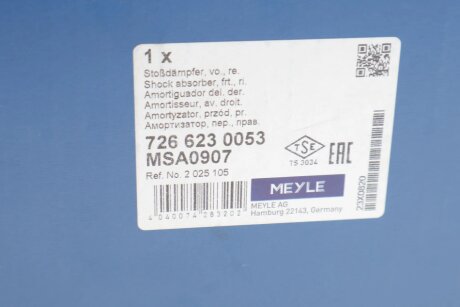 1 x
Stoßdämpfer, vo., re.
Shock absorber, frt., ri.
Amortiguador del. der.
Amortisseur, av. droit.
Amortyzator, przód, pr.
Амортизатор, пер., прав.
726 623 0053
MSA0907
Ref. No. 2 025 105
TSE
TS 3034
EAC
MEYLE
MEYLE AG
Hamburg 22143, Germany
4 040074 283202
23X0820